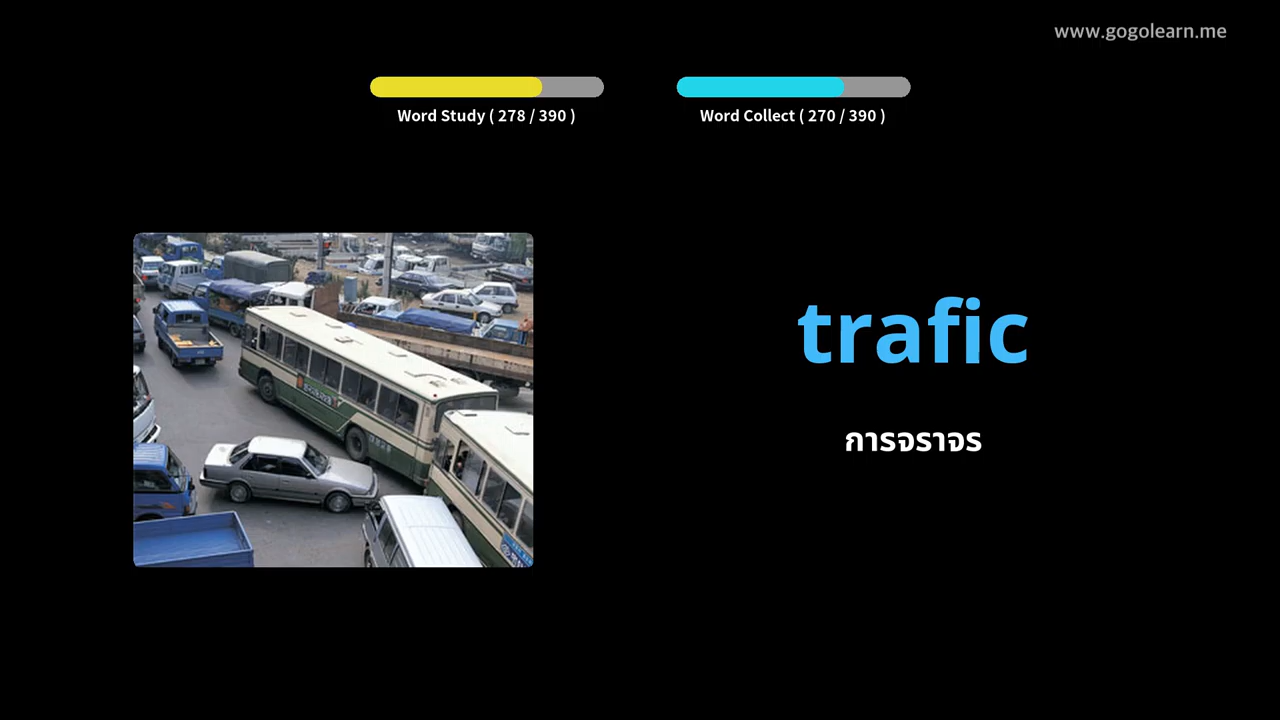 www.gogolearn.me
Word Study ( 278 / 390 )
Word Collect ( 270 / 390 )
trafic
การจราจร